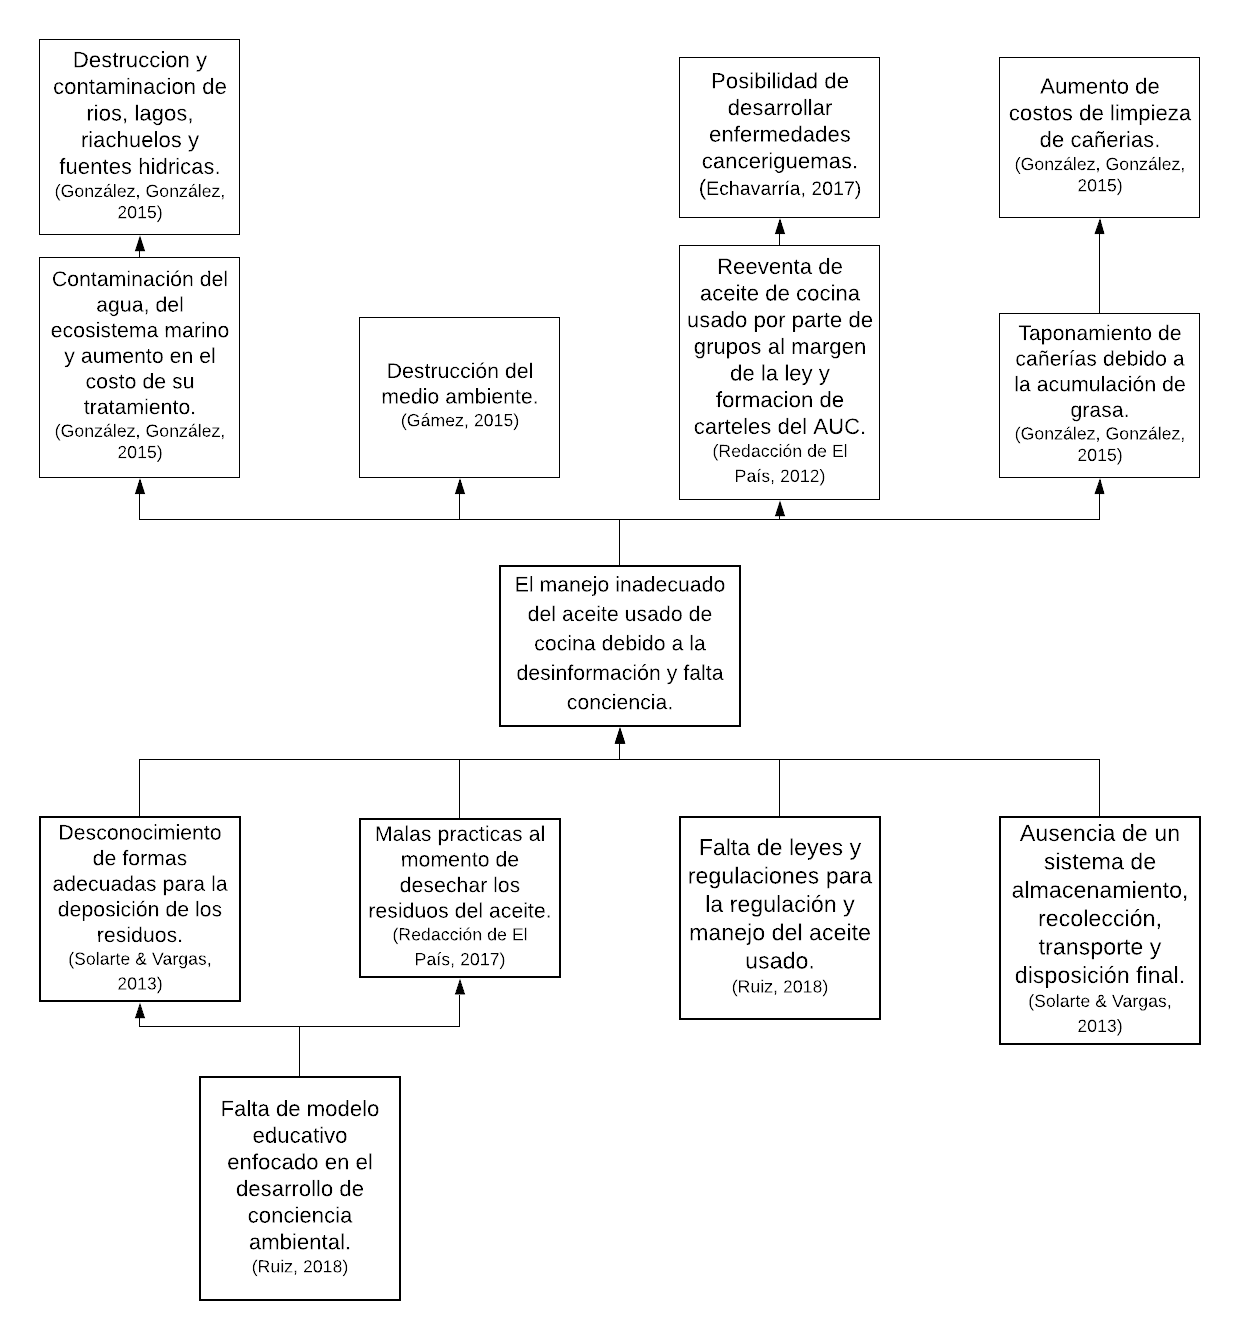 Destruccion y
contaminacion de
rios, lagos,
riachuelos y
fuentes hidricas.
(González, González,
2015)
Posibilidad de
desarrollar
enfermedades
canceriguemas.
(Echavarría, 2017)
Aumento de
costos de limpieza
de cañerias.
(González, González,
2015)
Contaminación del
agua, del
ecosistema marino
y aumento en el
costo de su
tratamiento.
(González, González,
2015)
Destrucción del
medio ambiente.
(Gámez, 2015)
Reeventa de
aceite de cocina
usado por parte de
grupos al margen
de la ley y
formacion de
carteles del AUC.
(Redacción de El
País, 2012)
Taponamiento de
cañerías debido a
la acumulación de
grasa.
(González, González,
2015)
El manejo inadecuado
del aceite usado de
cocina debido a la
desinformación y falta
conciencia.
Desconocimiento
de formas
adecuadas para la
deposición de los
residuos.
(Solarte & Vargas,
2013)
Malas practicas al
momento de
desechar los
residuos del aceite.
(Redacción de El
País, 2017)
Falta de leyes y
regulaciones para
la regulación y
manejo del aceite
usado.
(Ruiz, 2018)
Ausencia de un
sistema de
almacenamiento,
recolección,
transporte y
disposición final.
(Solarte & Vargas,
2013)
Falta de modelo
educativo
enfocado en el
desarrollo de
conciencia
ambiental.
(Ruiz, 2018)